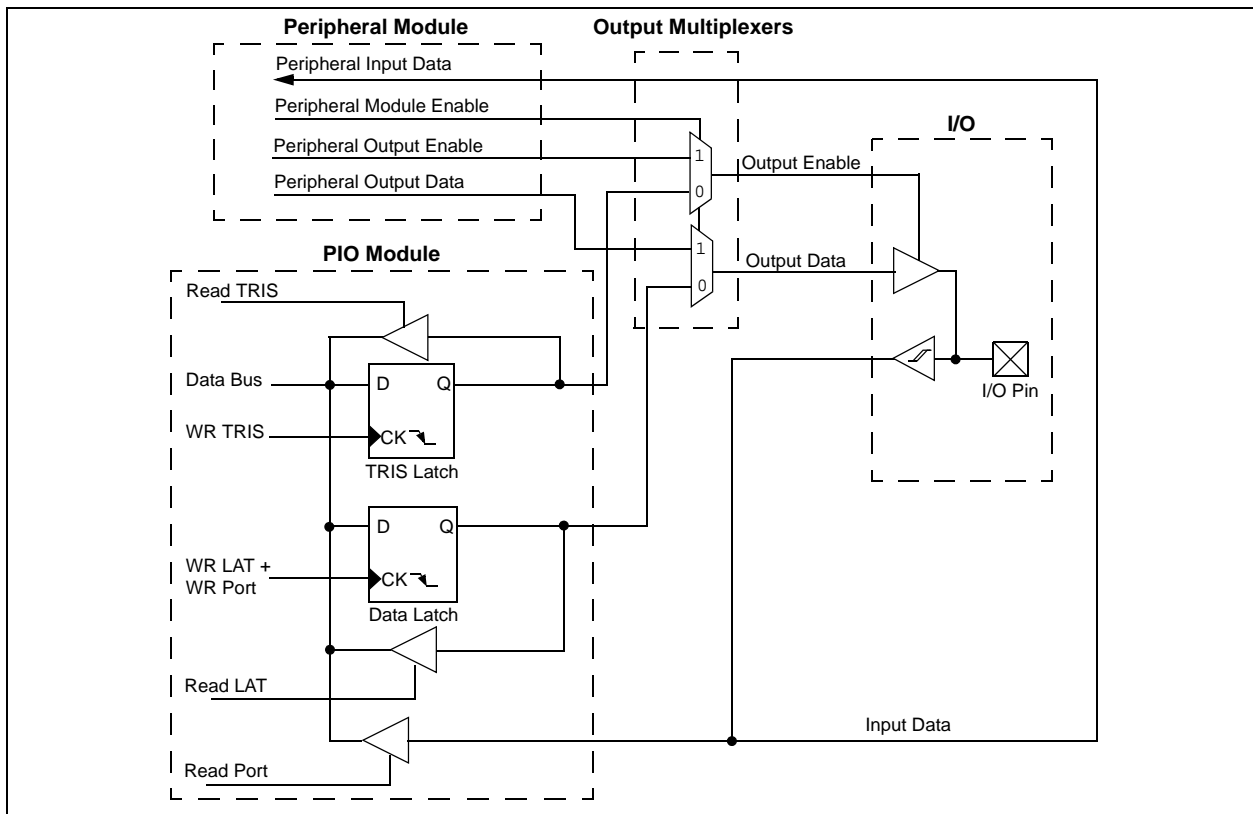 Peripheral Module
Output Multiplexers
Peripheral Input Data
Peripheral Module Enable
I/O
Peripheral Output Enable
1
Output Enable
Peripheral Output Data
0
PIO Module
1
Output Data
Read TRIS
0
Data Bus
D Q
I/O Pin
WR TRIS
CK
TRIS Latch
D Q
WR LAT +
WR Port
CK
Data Latch
Read LAT
Input Data
Read Port